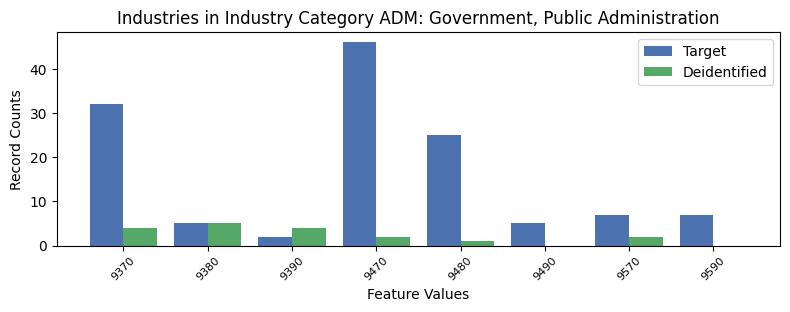 Industries in Industry Category ADM: Government, Public Administration
Target
Deidentified
Record Counts
40
30
20
10
0
9370 9380 9390 9470 9480 9490 9570 9590
Feature Values